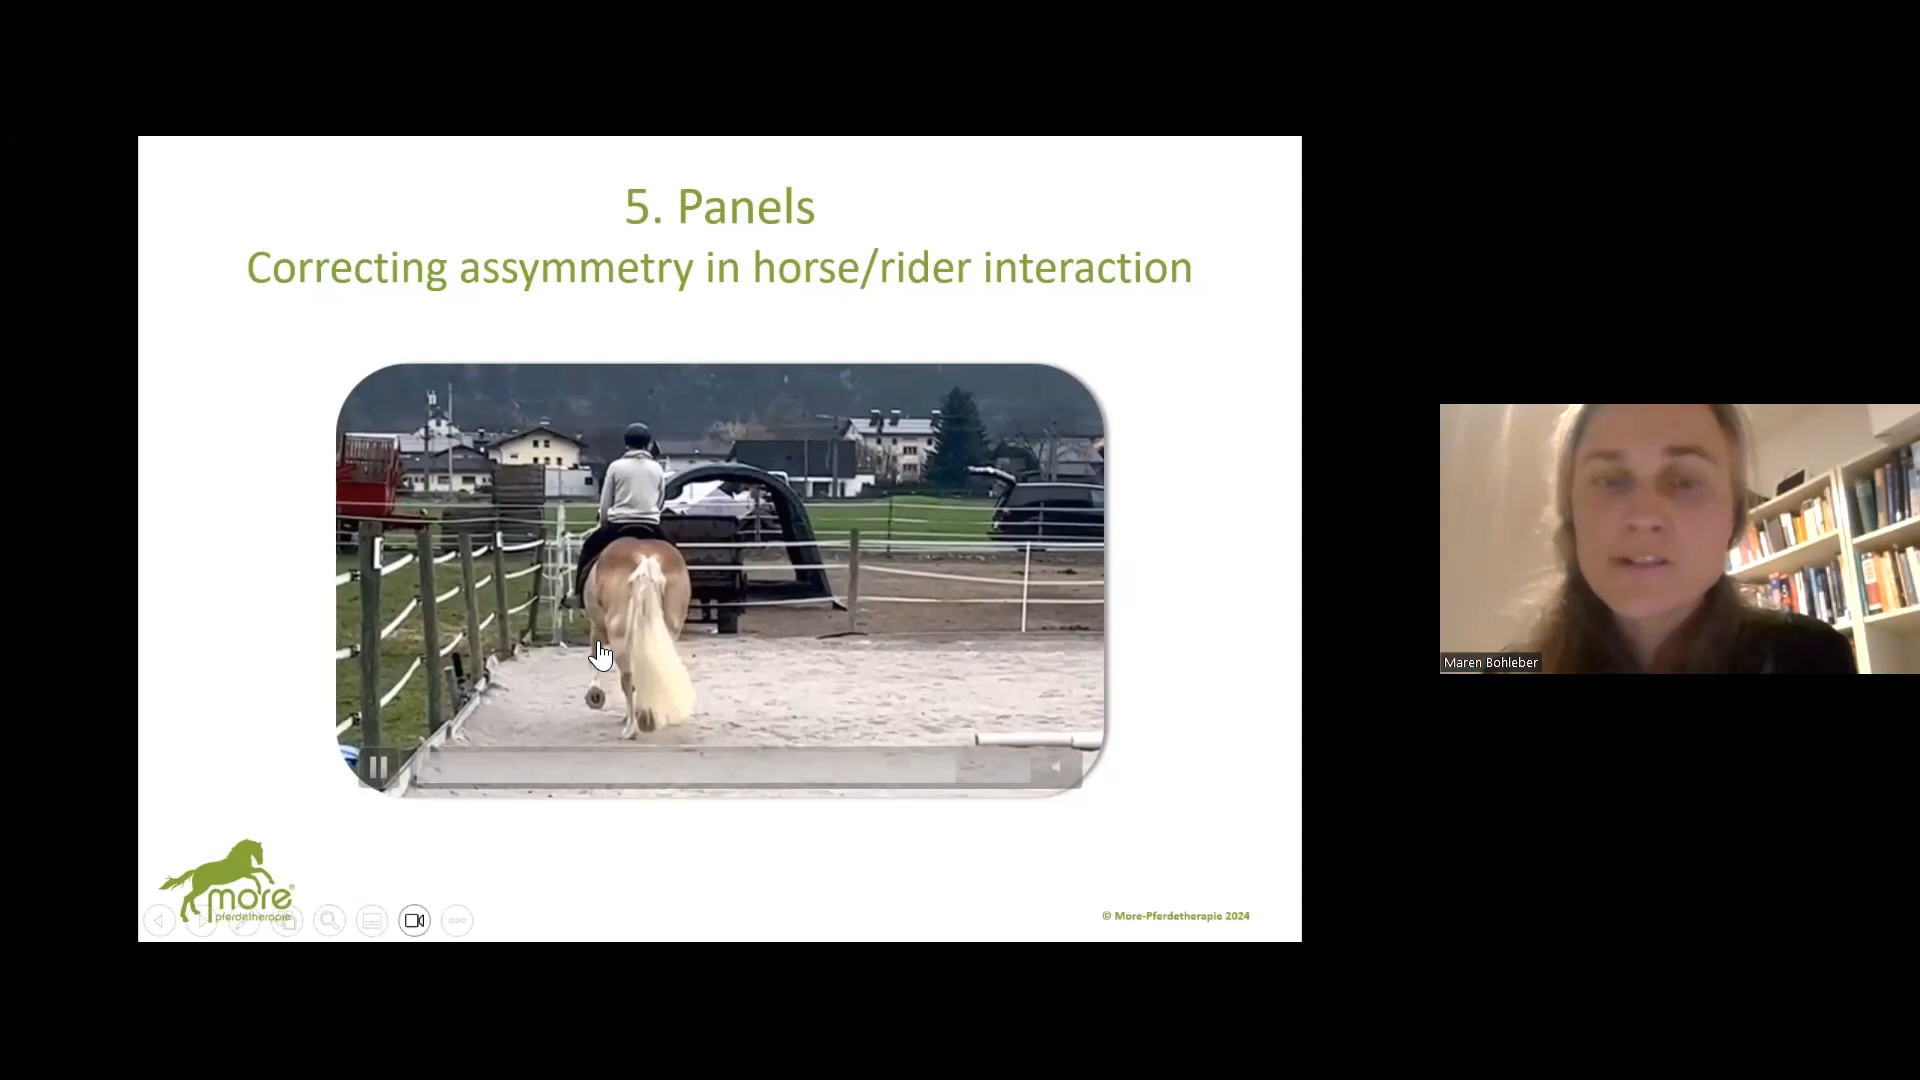 5. Panels
Correcting assymmetry in horse/rider interaction
Maren Bohleber
more®
pferdetherapie
© More-Pferdetherapie 2024